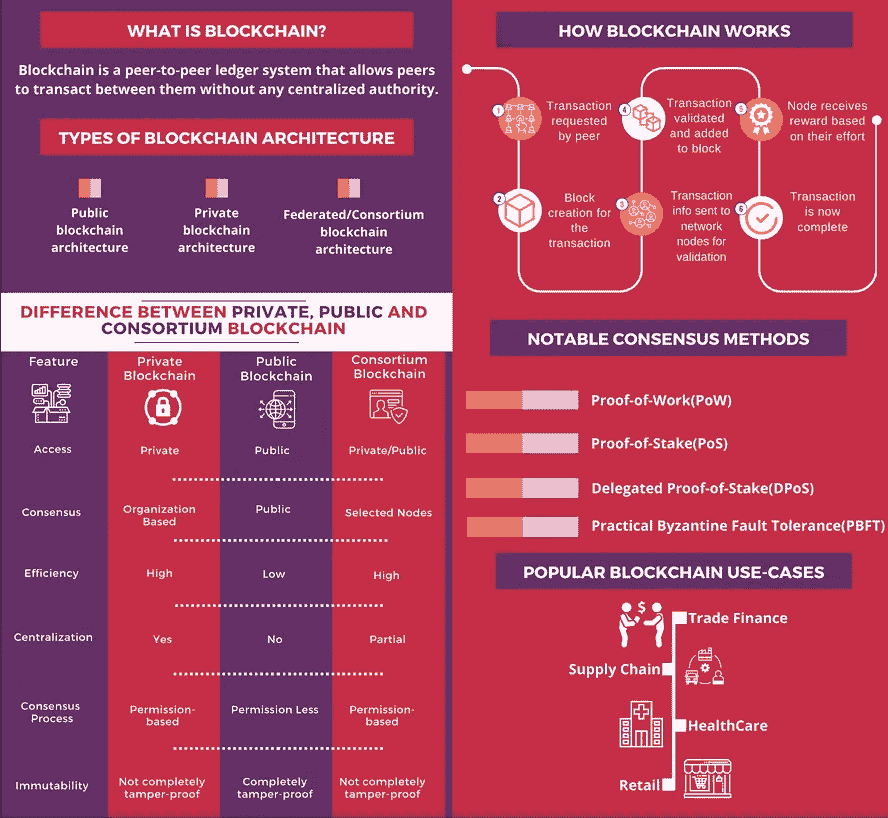 WHAT IS BLOCKCHAIN?
Blockchain is a peer-to-peer ledger system that allows peers
to transact between them without any centralized authority.
TYPES OF BLOCKCHAIN ARCHITECTURE
Public
blockchain
architecture
Private
blockchain
architecture
Federated/Consortium
blockchain
architecture
DIFFERENCE BETWEEN PRIVATE, PUBLIC AND
CONSORTIUM BLOCKCHAIN
Feature
Private
Blockchain
Public
Blockchain
Consortium
Blockchain
Access
Private
Public
Private/Public
Consensus
Organization
Based
Public
Selected Nodes
Efficiency
High
Low
High
Centralization
Yes
No
Partial
Consensus
Process
Permission-
based
Permission Less
Permission-
based
Immutability
Not completely
tamper-proof
Completely
tamper-proof
Not completely
tamper-proof
HOW BLOCKCHAIN WORKS
1
Transaction
requested
by peer
2
Block
creation for
the
transaction
3
Transaction
info sent to
network
nodes for
validation
4
Transaction
validated
and added
to block
5
Node receives
reward based
on their effort
6
Transaction
is now
complete
NOTABLE CONSENSUS METHODS
Proof-of-Work(PoW)
Proof-of-Stake(PoS)
Delegated Proof-of-Stake(DPoS)
Practical Byzantine Fault Tolerance(PBFT)
POPULAR BLOCKCHAIN USE-CASES
$
Trade Finance
Supply Chain
HealthCare
Retail